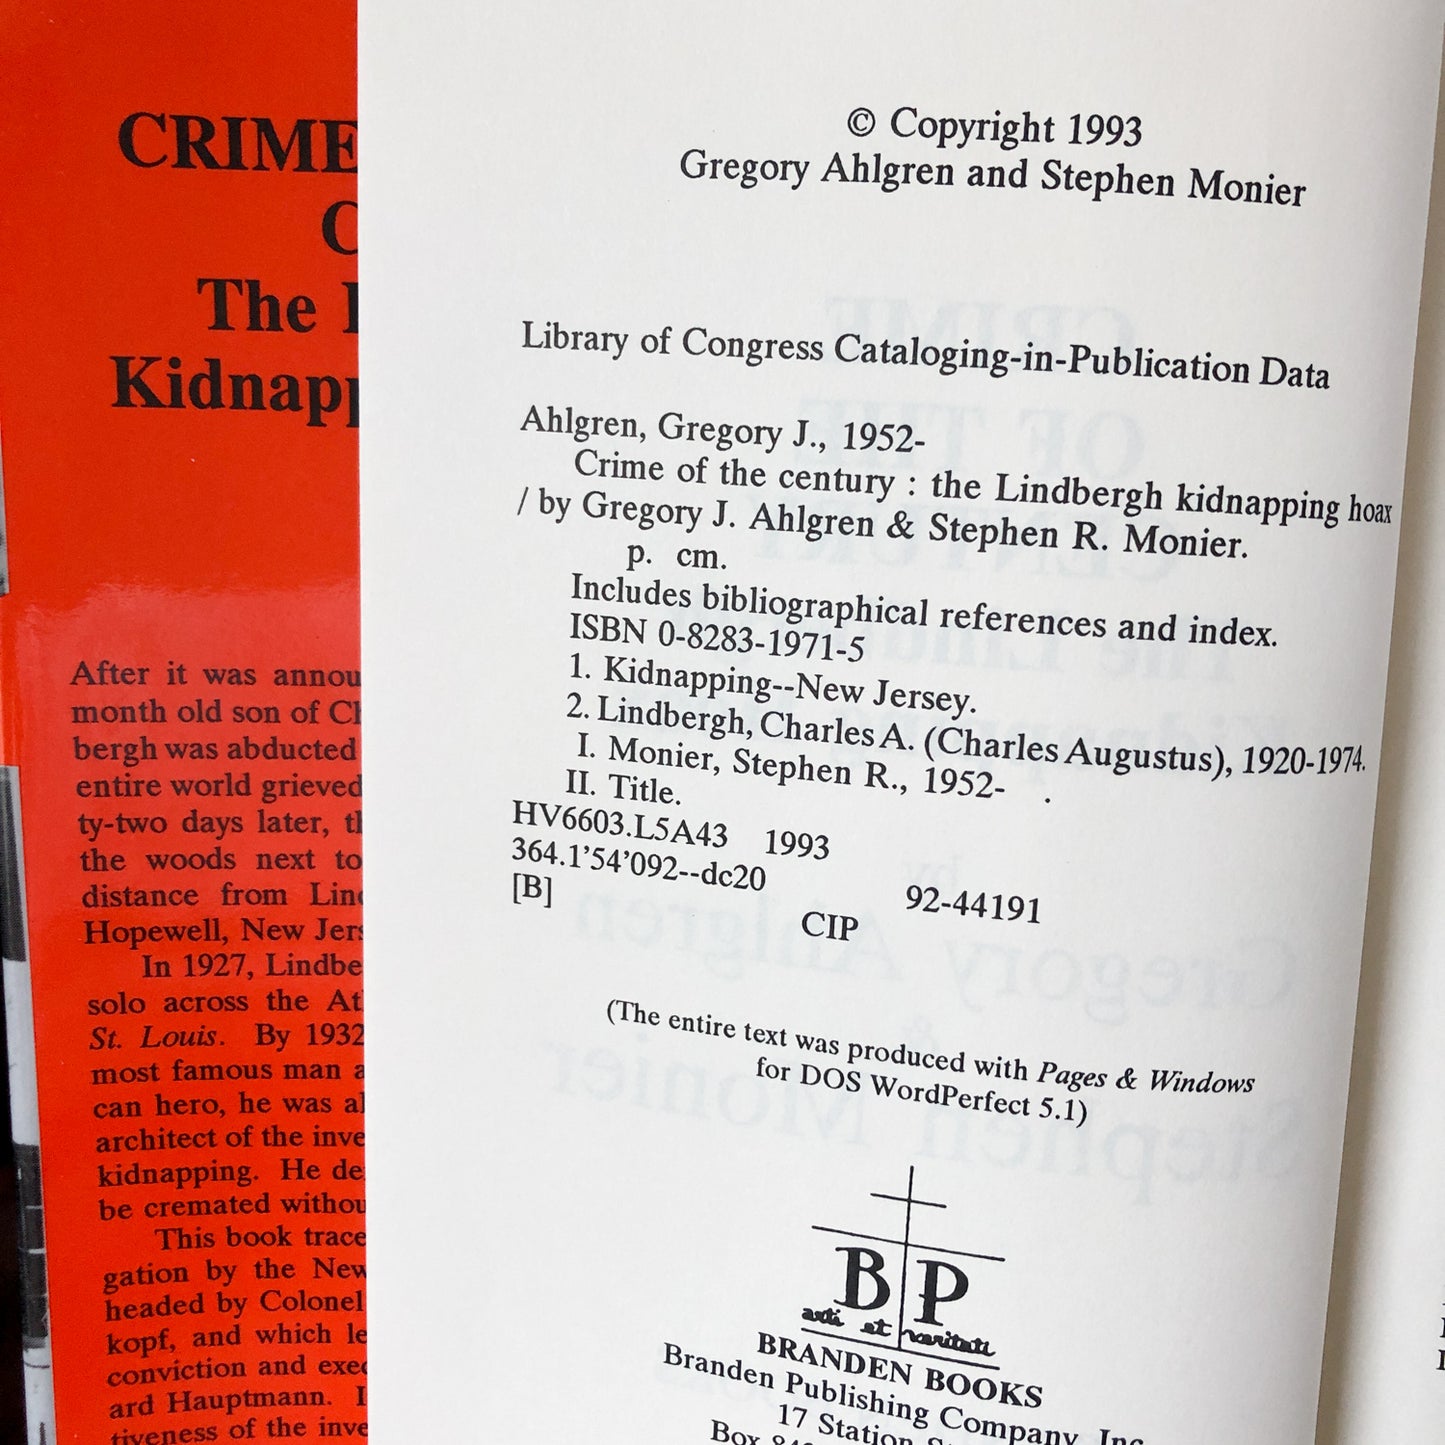 CRIME
The
Kidnapp
After it was annou
month old son of
bergh was abducted
entire world grieved
ty-two days later,
the woods next to
distance from
Hopewell, New
In 1927, Lindbe
solo across the
St. Louis. By 1932
most famous man a
can hero, he was
architect of the inve
kidnapping. He de
be cremated withou
This book trace
gation by the New
headed by Colonel
kopf, and which le
conviction and
ard Hauptmann.
tiveness of the inve
© Copyright 1993
Gregory Ahlgren and Stephen Monier
Library of Congress Cataloging-in-Publication Data
Ahlgren, Gregory J., 1952-
Crime of the century : the Lindbergh kidnapping hoax
/ by Gregory J. Ahlgren & Stephen R. Monier.
p. cm.
Includes bibliographical references and index.
ISBN 0-8283-1971-5
1. Kidnapping--New Jersey.
2. Lindbergh, Charles A. (Charles Augustus), 1920-1974.
I. Monier, Stephen R., 1952- .
II. Title.
HV6603.L5A43 1993
364.1'54'092--dc20
92-44191
[B]
CIP
(The entire text was produced with Pages & Windows
for DOS WordPerfect 5.1)
B P
arti et veritati
BRANDEN BOOKS
Branden Publishing Company, Inc
17 Station
Box